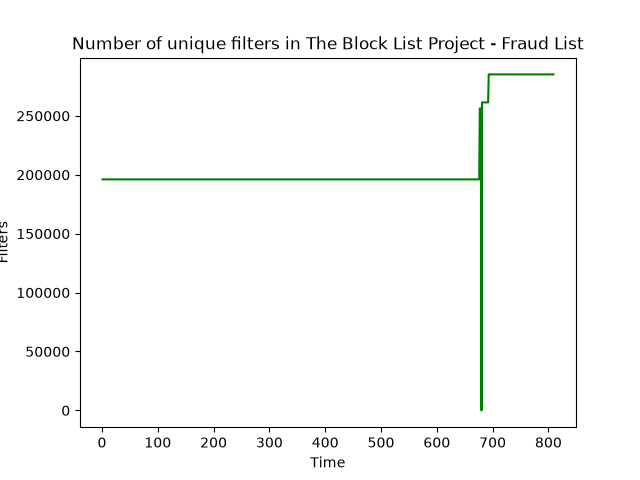 Number of unique filters in The Block List Project - Fraud List
250000
200000
150000
100000
50000
0
Filters
0 100 200 300 400 500 600 700 800
Time